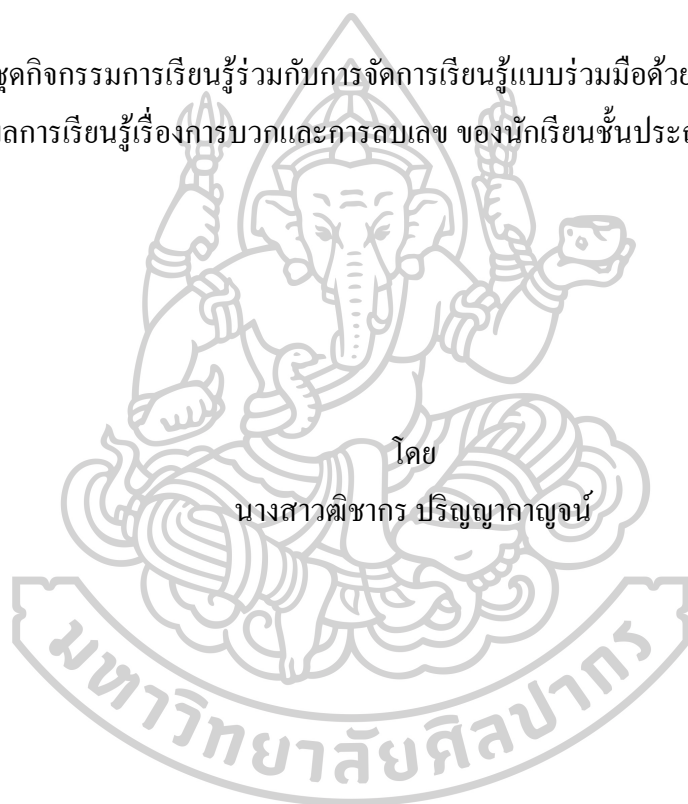 ชุดกิจกรรมการเรียนรู้ร่วมกับการจัดการเรียนรู้แบบร่วมมือด้วย
ผลการเรียนรู้เรื่องการบวกและการลบเลข ของนักเรียนชั้นประถ
โดย
นางสาวฒิชากร ปริญญากาญจน์
มหาวิทยาลัยศิลปากร